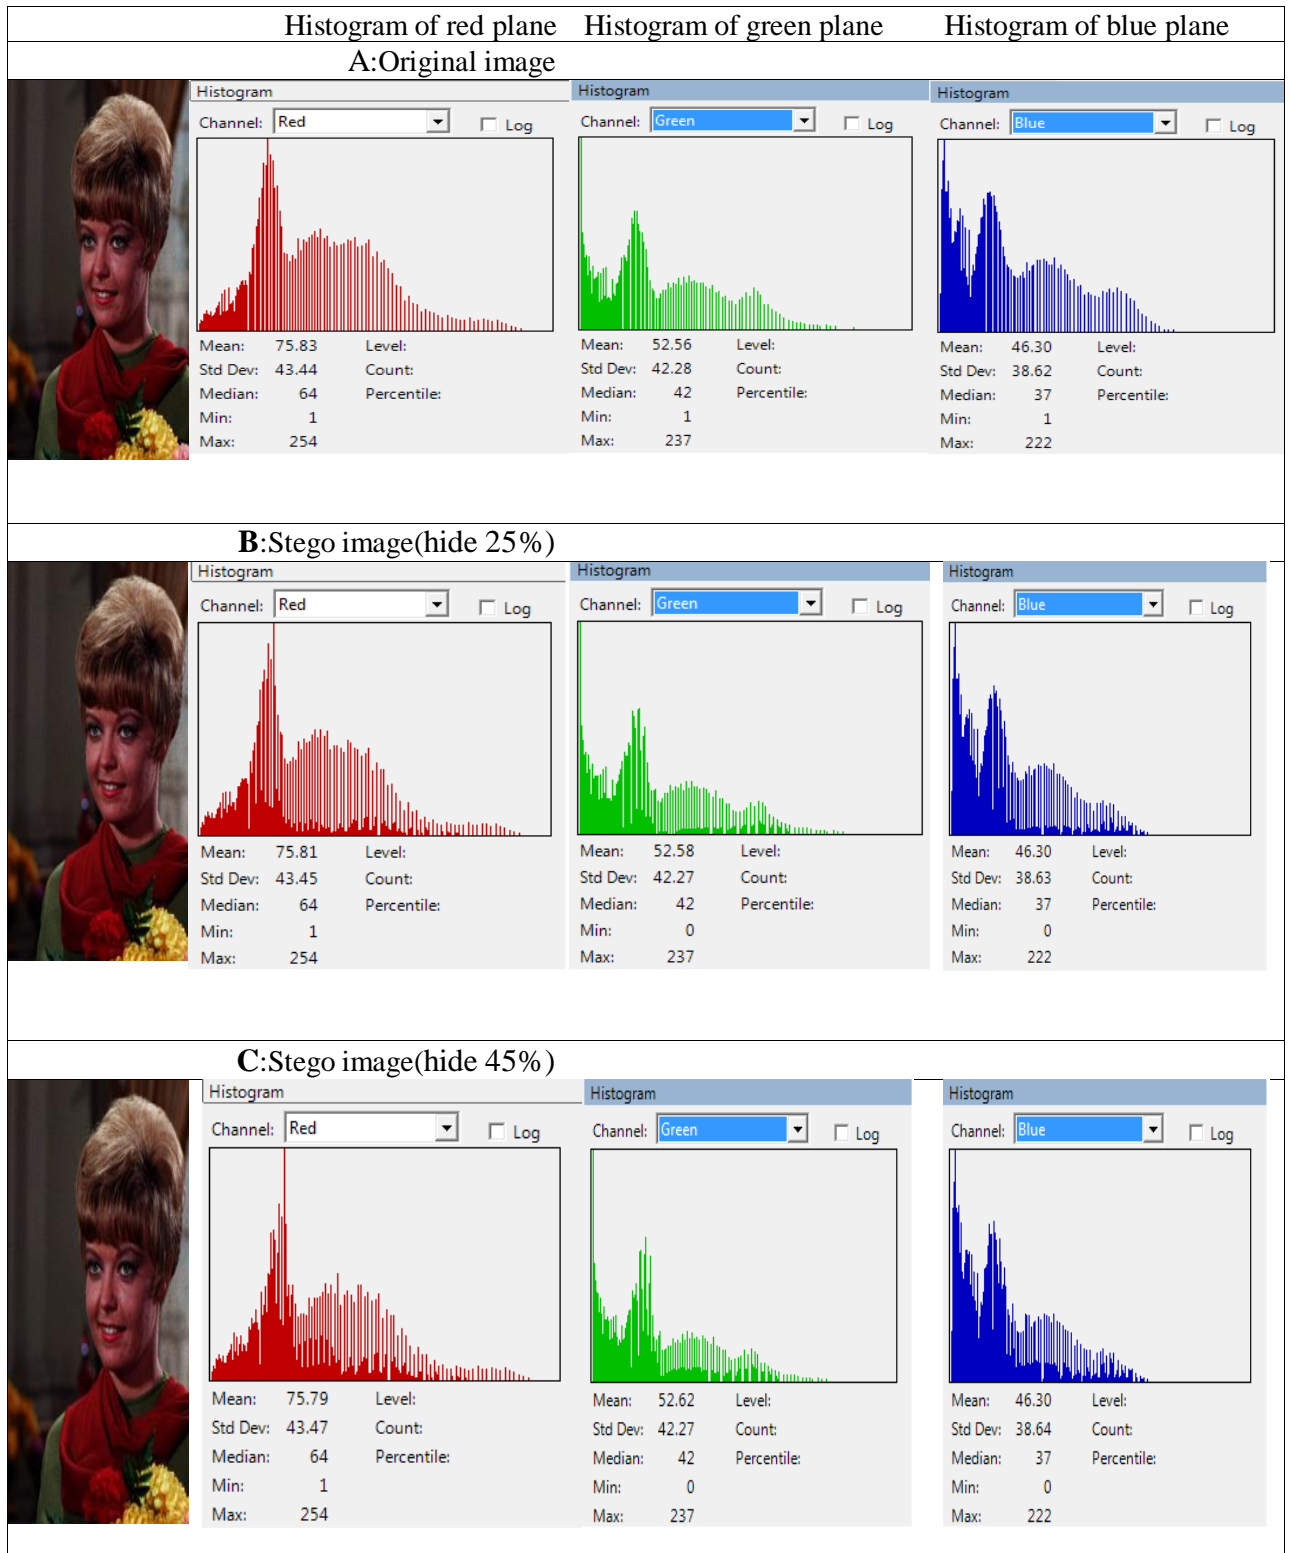 Histogram of red plane Histogram of green plane Histogram of blue plane
A:Original image
Histogram Histogram Histogram
Channel: Red Log Channel: Green Log Channel: Blue Log
Mean: 75.83 Level: Mean: 52.56 Level: Mean: 46.30 Level:
Std Dev: 43.44 Count: Std Dev: 42.28 Count: Std Dev: 38.62 Count:
Median: 64 Percentile: Median: 42 Percentile: Median: 37 Percentile:
Min: 1 Min: 1 Min: 1
Max: 254 Max: 237 Max: 222
B:Stego image(hide 25%)
Histogram Histogram Histogram
Channel: Red Log Channel: Green Log Channel: Blue Log
Mean: 75.81 Level: Mean: 52.58 Level: Mean: 46.30 Level:
Std Dev: 43.45 Count: Std Dev: 42.27 Count: Std Dev: 38.63 Count:
Median: 64 Percentile: Median: 42 Percentile: Median: 37 Percentile:
Min: 1 Min: 0 Min: 0
Max: 254 Max: 237 Max: 222
C:Stego image(hide 45%)
Histogram Histogram Histogram
Channel: Red Log Channel: Green Log Channel: Blue Log
Mean: 75.79 Level: Mean: 52.62 Level: Mean: 46.30 Level:
Std Dev: 43.47 Count: Std Dev: 42.27 Count: Std Dev: 38.64 Count:
Median: 64 Percentile: Median: 42 Percentile: Median: 37 Percentile:
Min: 1 Min: 0 Min: 0
Max: 254 Max: 237 Max: 222